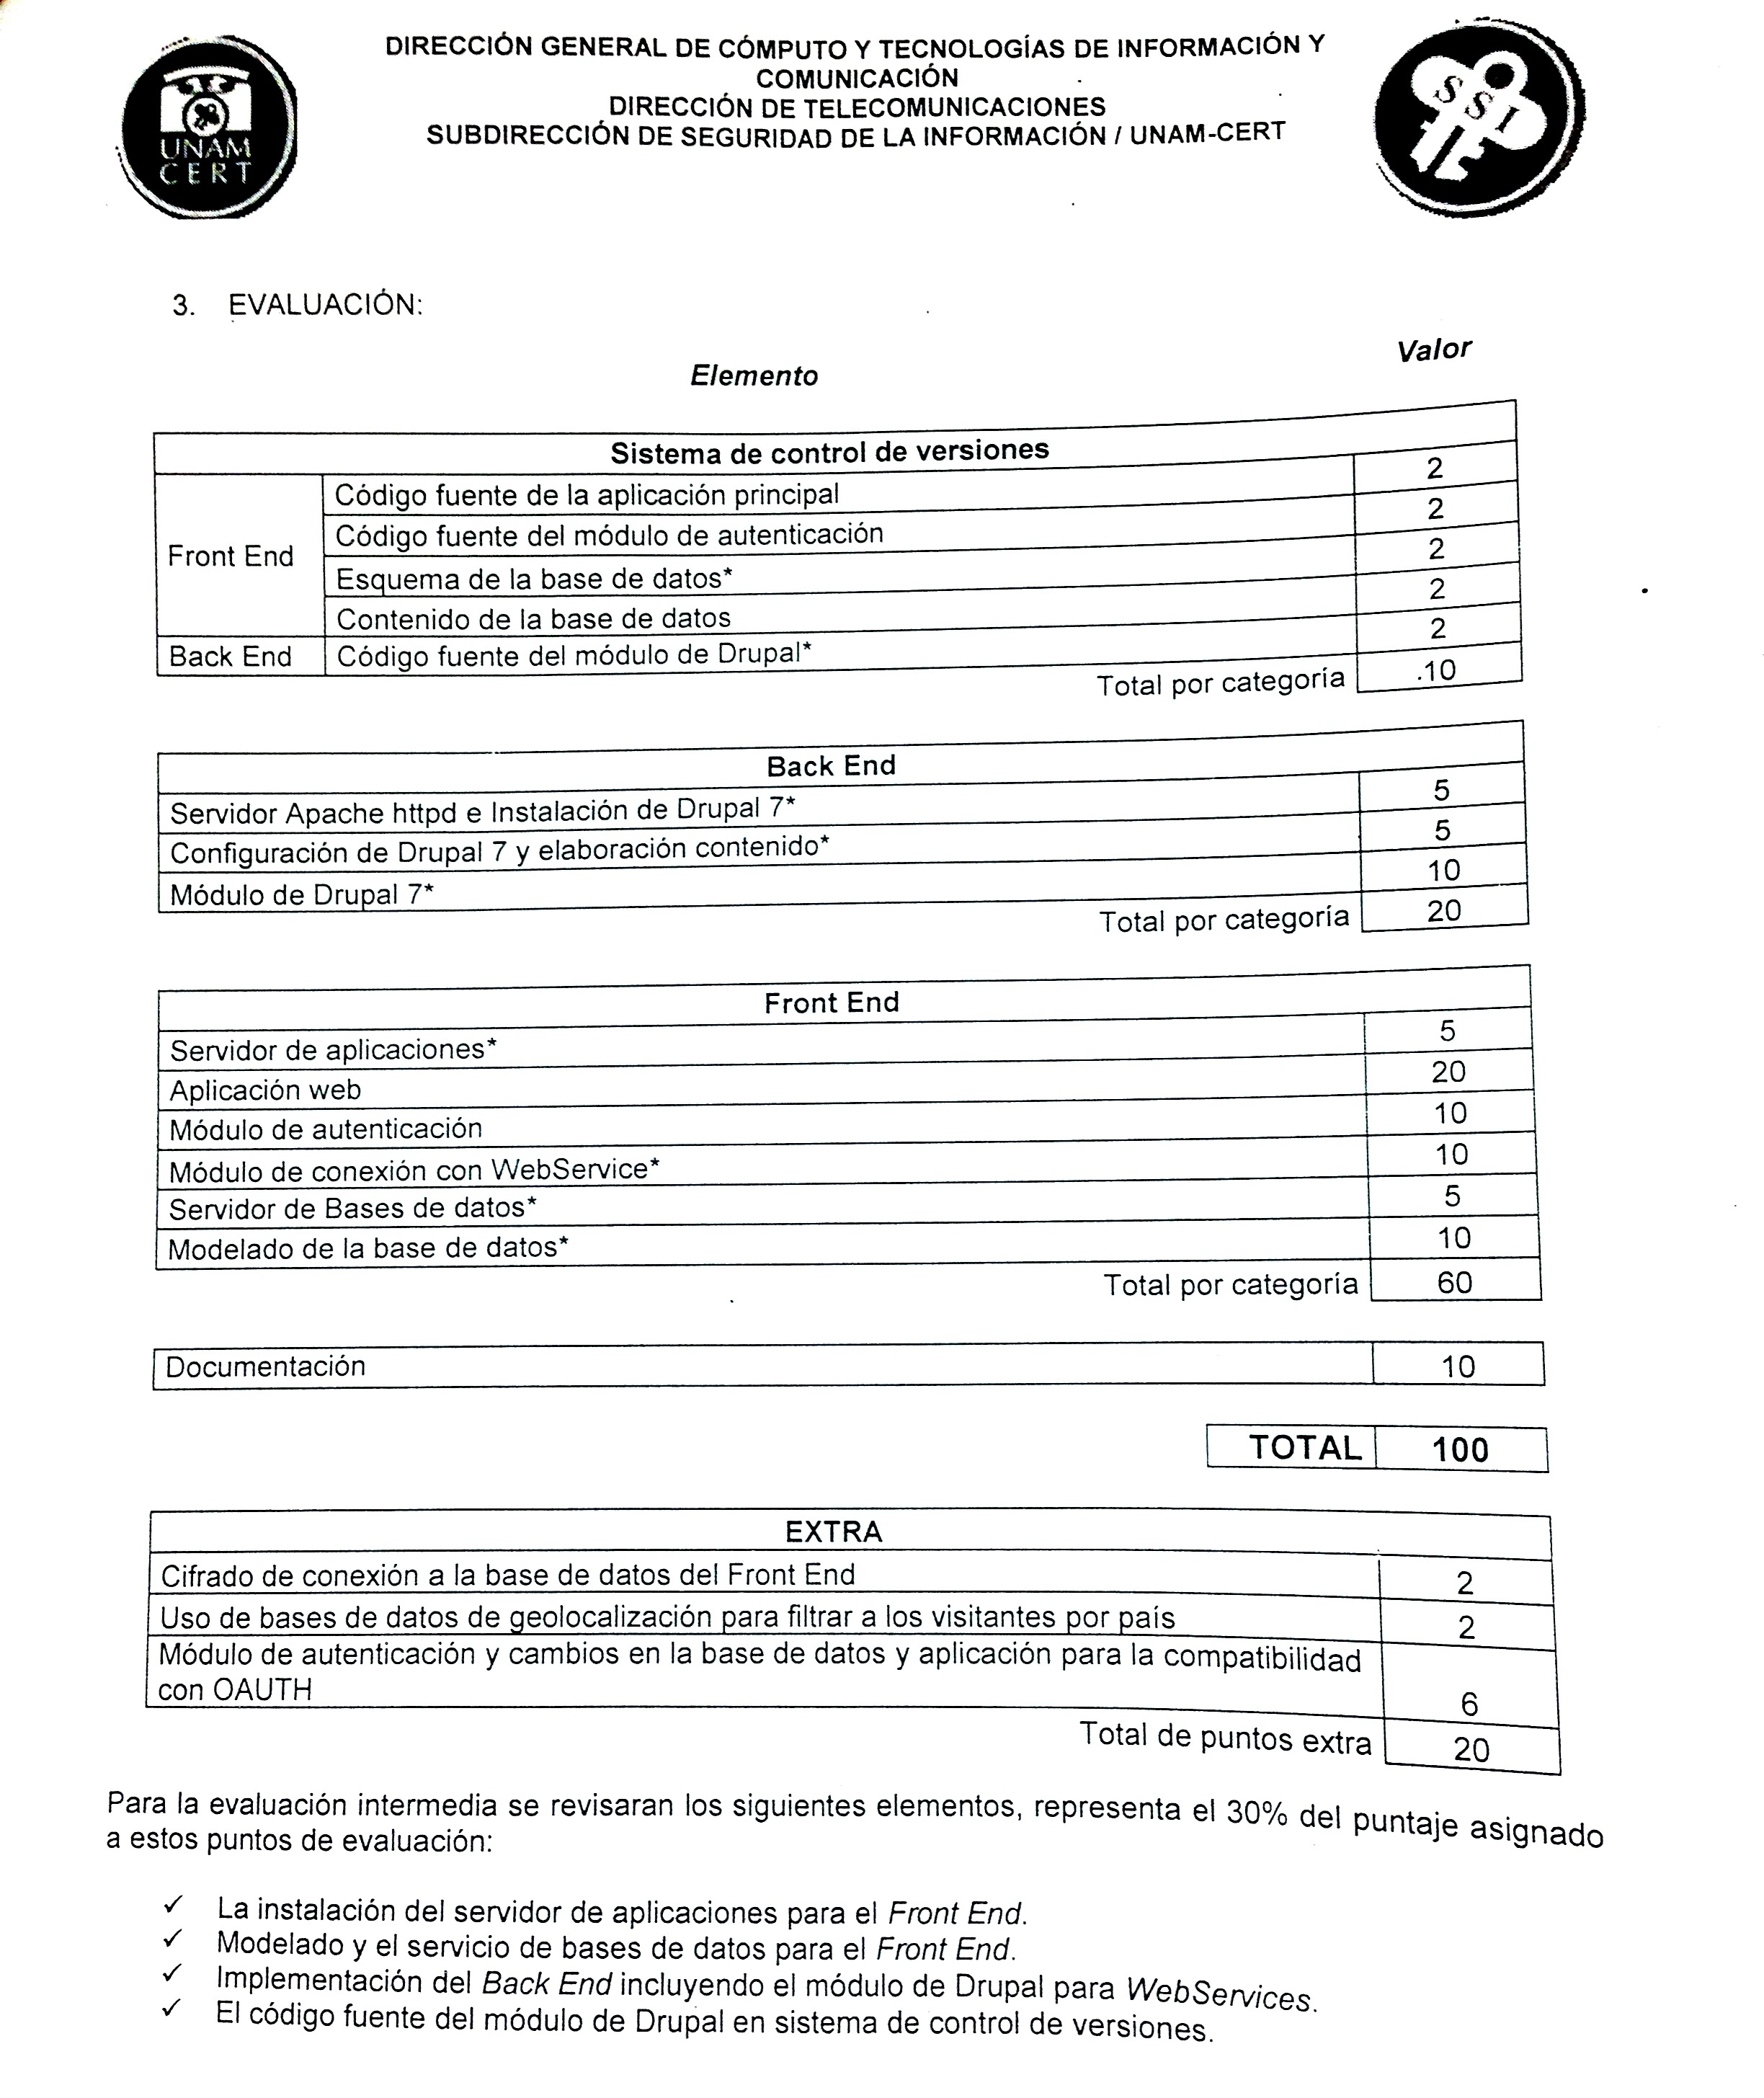 DIRECCIÓN GENERAL DE CÓMPUTO Y TECNOLOGÍAS DE INFORMACIÓN Y
COMUNICACIÓN
DIRECCIÓN DE TELECOMUNICACIONES
SUBDIRECCIÓN DE SEGURIDAD DE LA INFORMACIÓN / UNAM-CERT
UNAM
CERT
SSI
3. EVALUACIÓN:
Elemento Valor
Sistema de control de versiones
Front End
Código fuente de la aplicación principal 2
Código fuente del módulo de autenticación 2
Esquema de la base de datos* 2
Contenido de la base de datos 2
Back End Código fuente del módulo de Drupal* 2
Total por categoría .10
Back End
Servidor Apache httpd e Instalación de Drupal 7* 5
Configuración de Drupal 7 y elaboración contenido* 5
Módulo de Drupal 7* 10
Total por categoría 20
Front End
Servidor de aplicaciones* 5
Aplicación web 20
Módulo de autenticación 10
Módulo de conexión con WebService* 10
Servidor de Bases de datos* 5
Modelado de la base de datos* 10
Total por categoría 60
Documentación 10
TOTAL 100
EXTRA
Cifrado de conexión a la base de datos del Front End 2
Uso de bases de datos de geolocalización para filtrar a los visitantes por país 2
Módulo de autenticación y cambios en la base de datos y aplicación para la compatibilidad
con OAUTH 6
Total de puntos extra 20
Para la evaluación intermedia se revisaran los siguientes elementos, representa el 30% del puntaje asignado
a estos puntos de evaluación:
✓ La instalación del servidor de aplicaciones para el Front End.
✓ Modelado y el servicio de bases de datos para el Front End.
✓ Implementación del Back End incluyendo el módulo de Drupal para WebServices.
✓ El código fuente del módulo de Drupal en sistema de control de versiones.